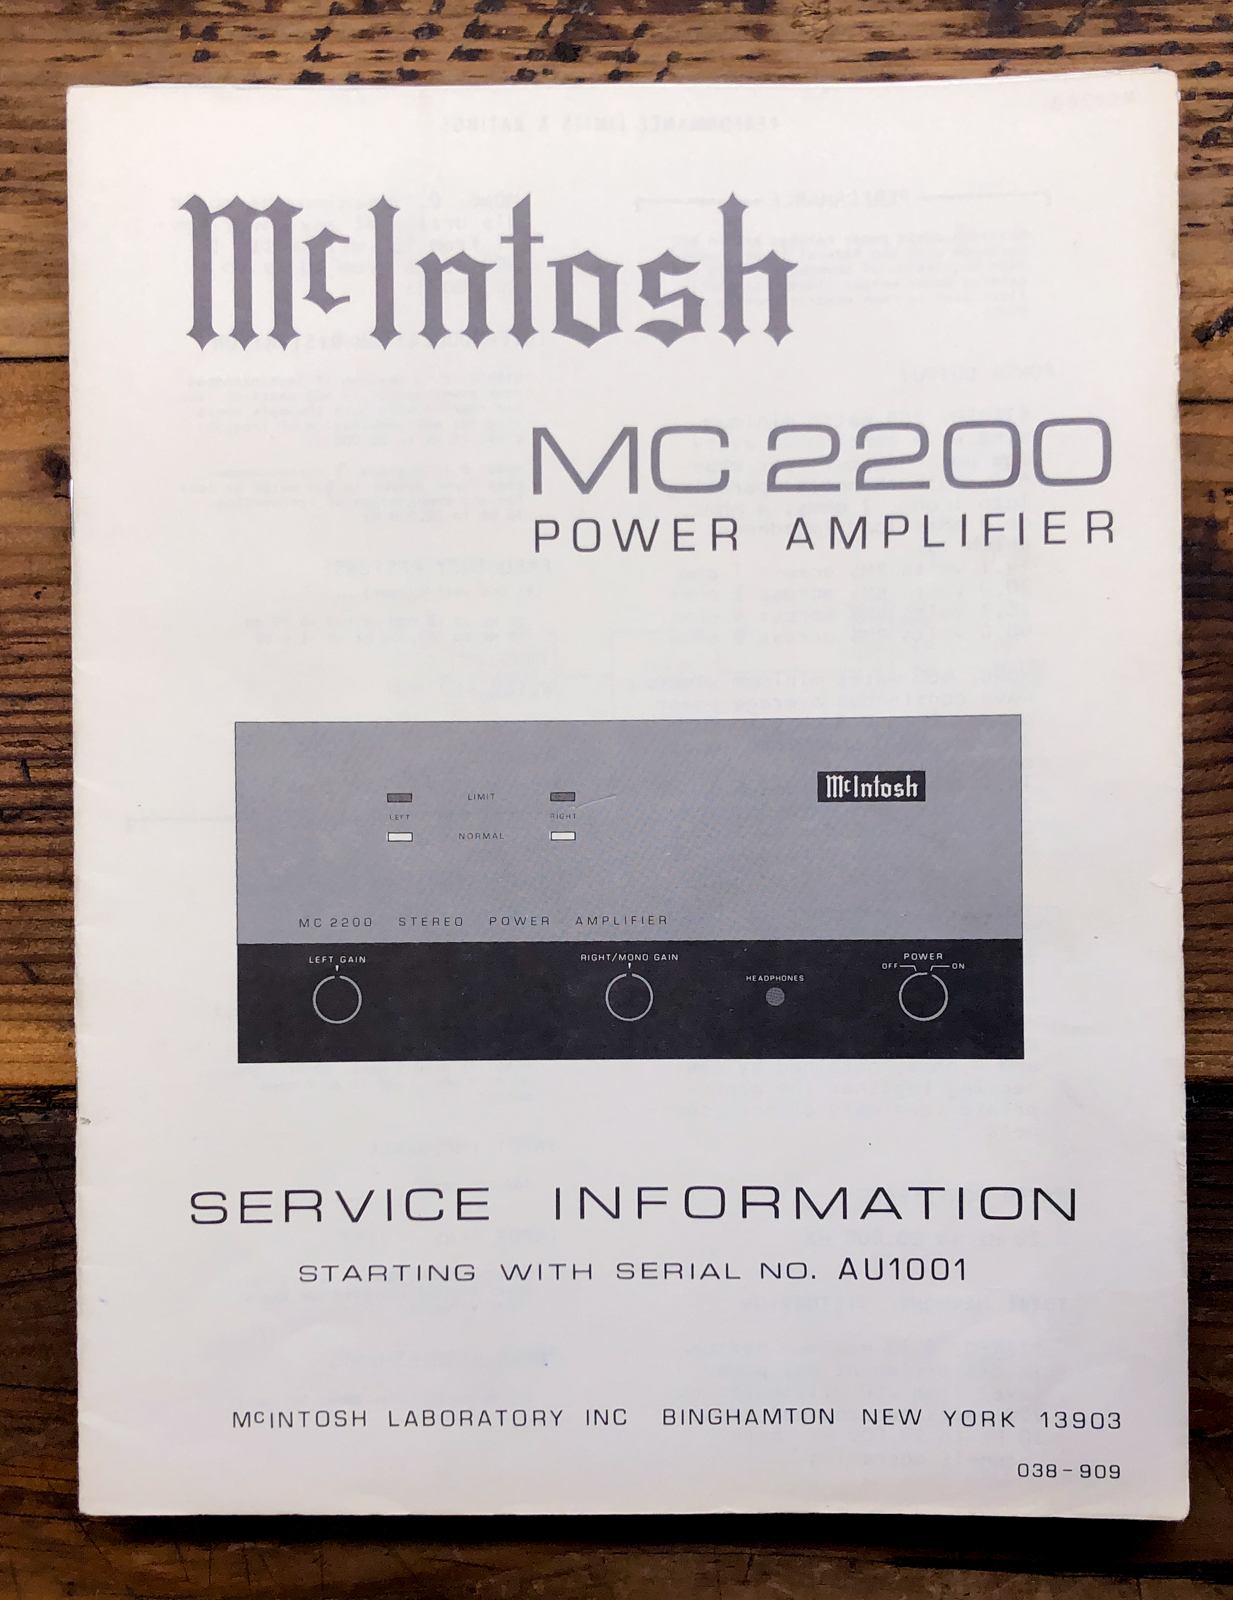 McIntosh
MC 2200
POWER AMPLIFIER
McIntosh
LIMIT
LEFT RIGHT
NORMAL
MC 2200 STEREO POWER AMPLIFIER
LEFT GAIN
RIGHT/MONO GAIN
HEADPHONES
POWER
OFF ON
SERVICE INFORMATION
STARTING WITH SERIAL NO. AU1001
McINTOSH LABORATORY INC BINGHAMTON NEW YORK 13903
038-909